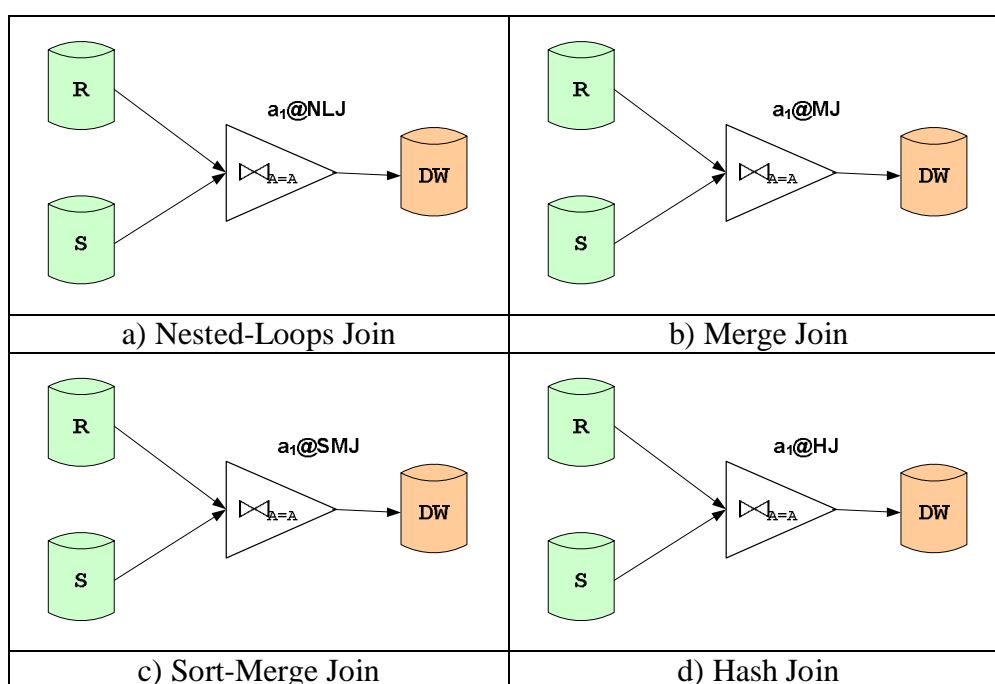 R
a₁@NLJ
⋈A=A
DW
S
a) Nested-Loops Join
R
a₁@MJ
⋈A=A
DW
S
b) Merge Join
R
a₁@SMJ
⋈A=A
DW
S
c) Sort-Merge Join
R
a₁@HJ
⋈A=A
DW
S
d) Hash Join